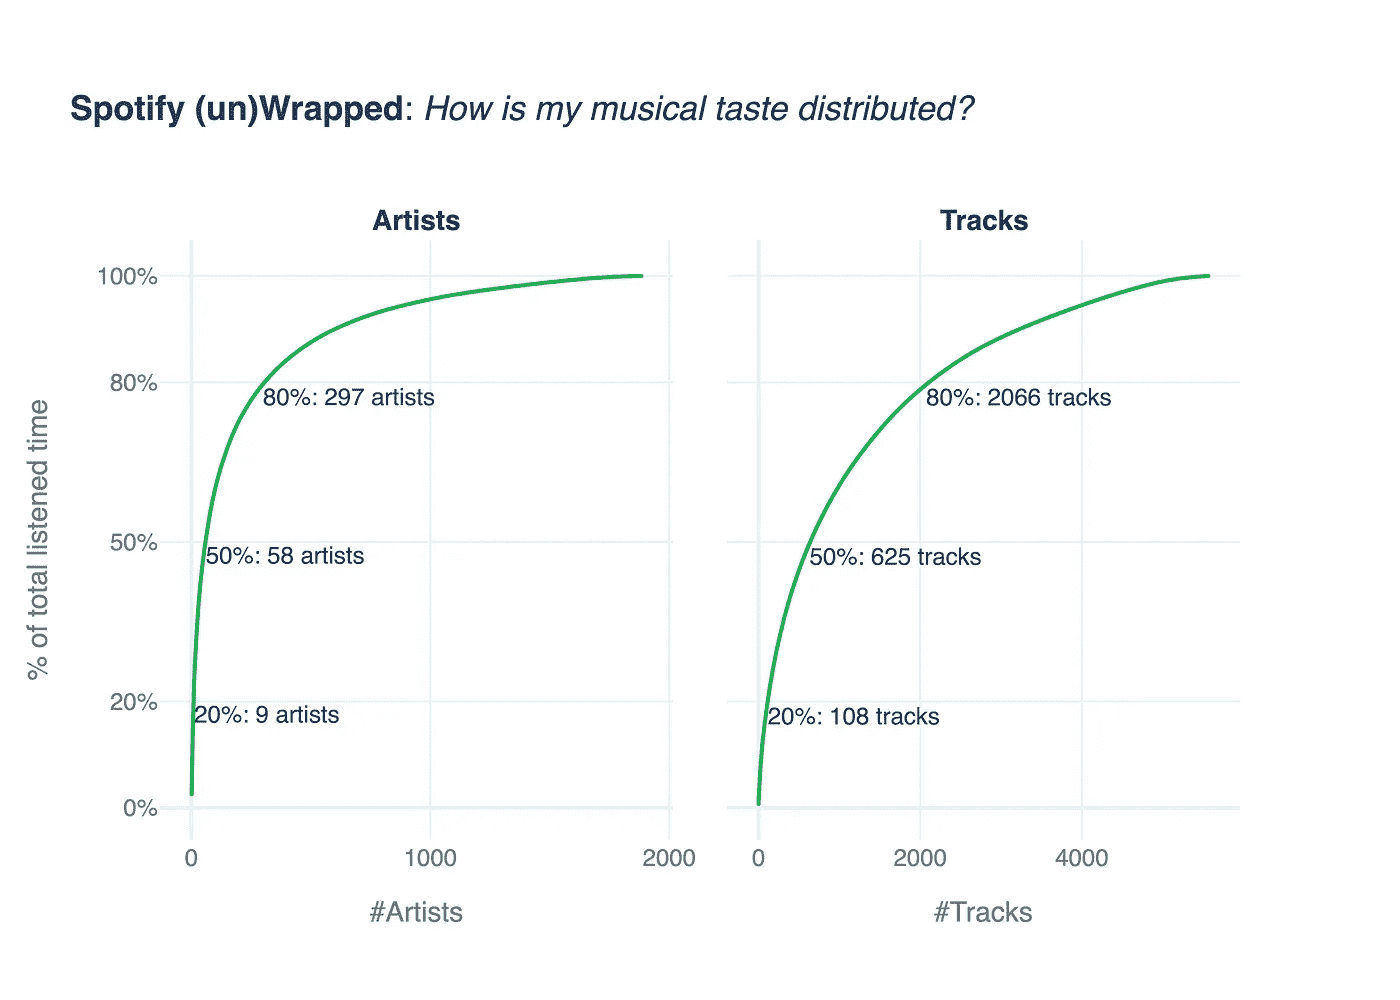 Spotify (un)Wrapped: How is my musical taste distributed?
Artists
Tracks
% of total listened time
100%
80%
50%
20%
0%
80%: 297 artists
50%: 58 artists
20%: 9 artists
80%: 2066 tracks
50%: 625 tracks
20%: 108 tracks
0 1000 2000
0 2000 4000
#Artists
#Tracks